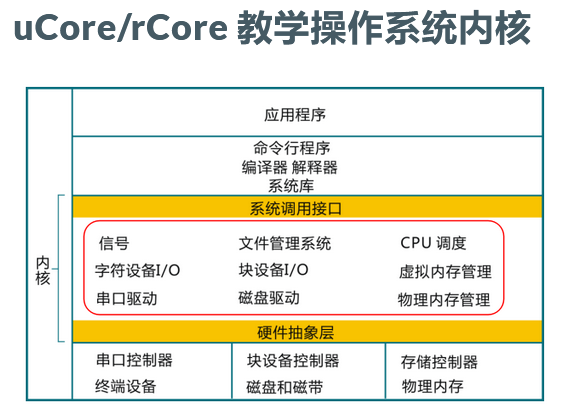 uCore/rCore 教学操作系统内核
应用程序
命令行程序
编译器 解释器
系统库
系统调用接口
内核
信号 文件管理系统 CPU 调度
字符设备I/O 块设备I/O 虚拟内存管理
串口驱动 磁盘驱动 物理内存管理
硬件抽象层
串口控制器 块设备控制器 存储控制器
终端设备 磁盘和磁带 物理内存